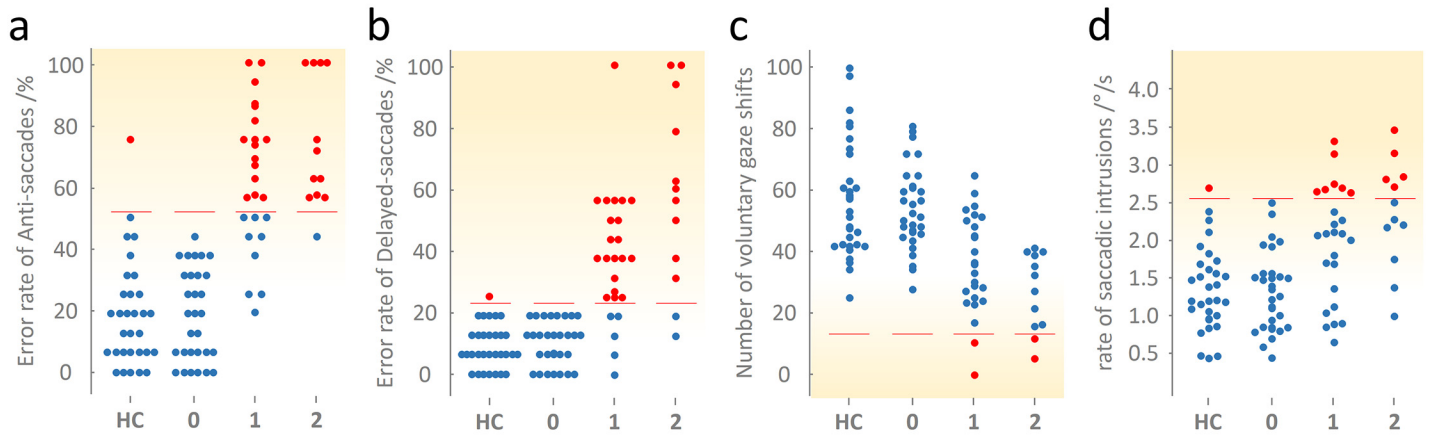 a
Error rate of Anti-saccades /%
100
80
60
40
20
0
HC 0 1 2
b
Error rate of Delayed-saccades /%
100
80
60
40
20
0
HC 0 1 2
c
Number of voluntary gaze shifts
100
80
60
40
20
0
HC 0 1 2
d
rate of saccadic intrusions /°/s
4.0
3.5
3.0
2.5
2.0
1.5
1.0
0.5
HC 0 1 2